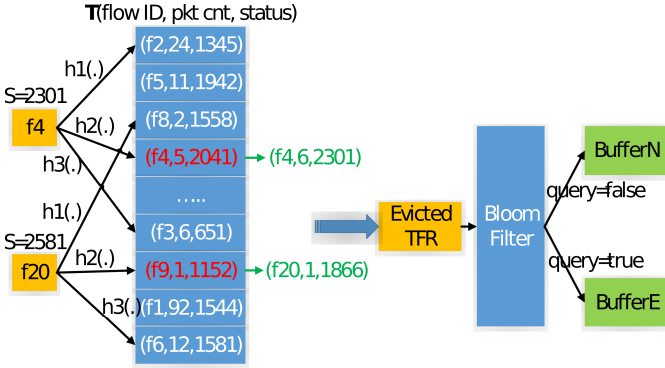 T(flow ID, pkt cnt, status)
(f2,24,1345)
(f5,11,1942)
(f8,2,1558)
(f4,5,2041)
.....
(f3,6,651)
(f9,1,1152)
(f1,92,1544)
(f6,12,1581)
S=2301
f4
h1(.)
h2(.)
h3(.)
S=2581
f20
h1(.)
h2(.)
h3(.)
(f4,6,2301)
(f20,1,1866)
Evicted
TFR
Bloom
Filter
BufferN
query=false
query=true
BufferE